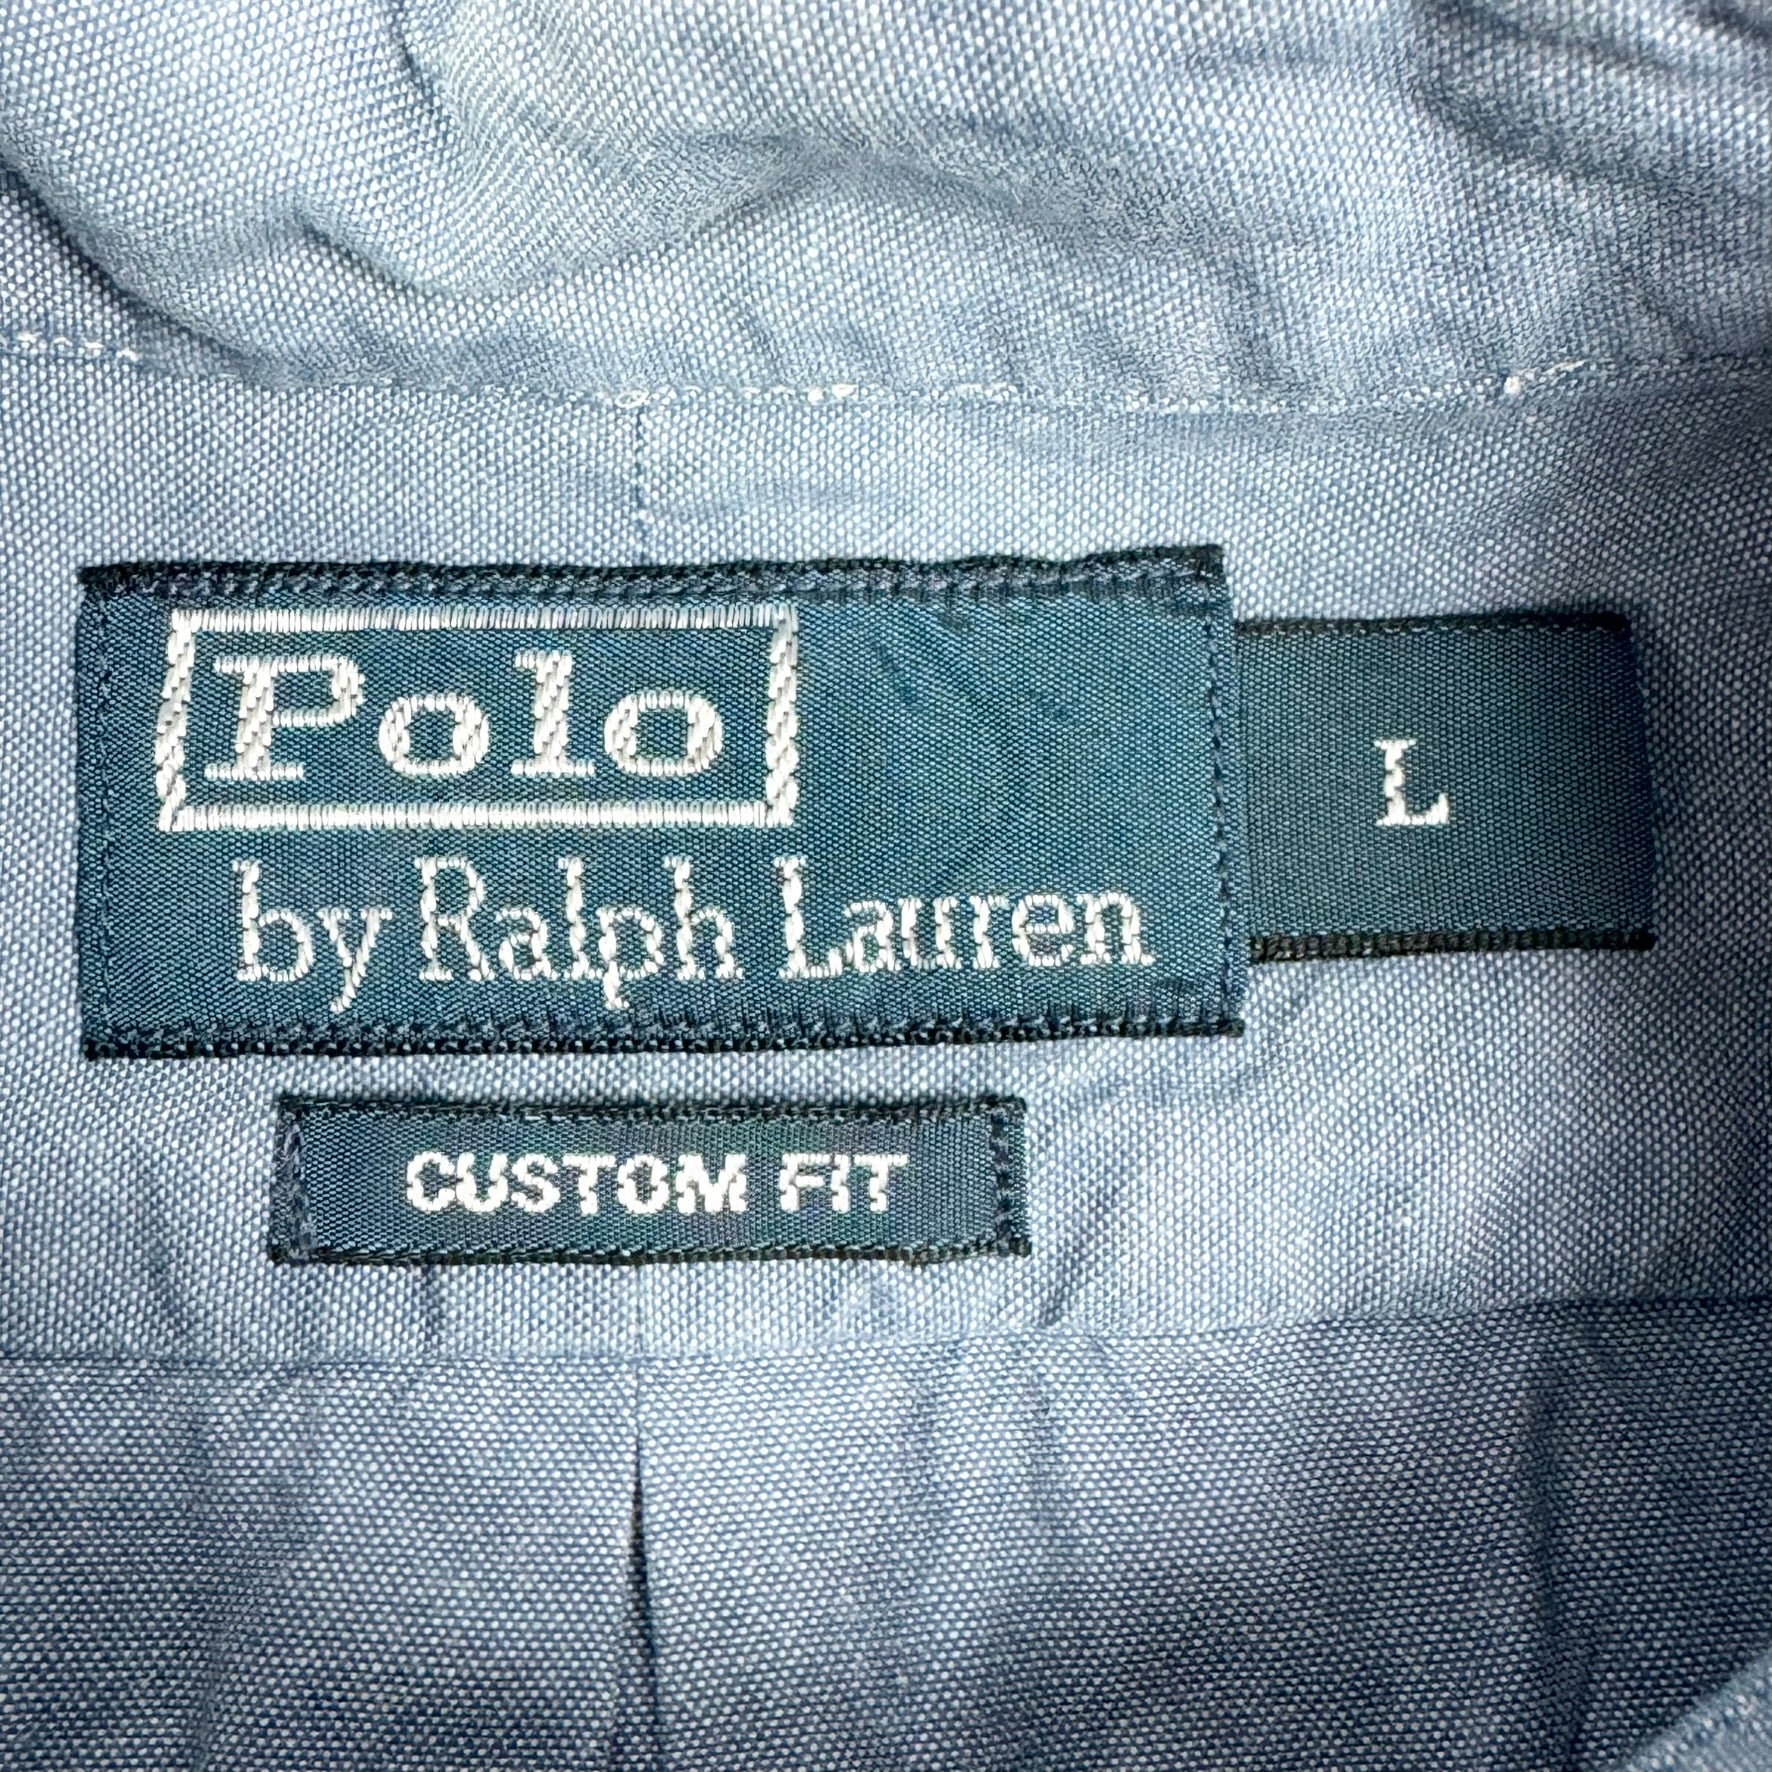 Polo
by Ralph Lauren
L
CUSTOM FIT